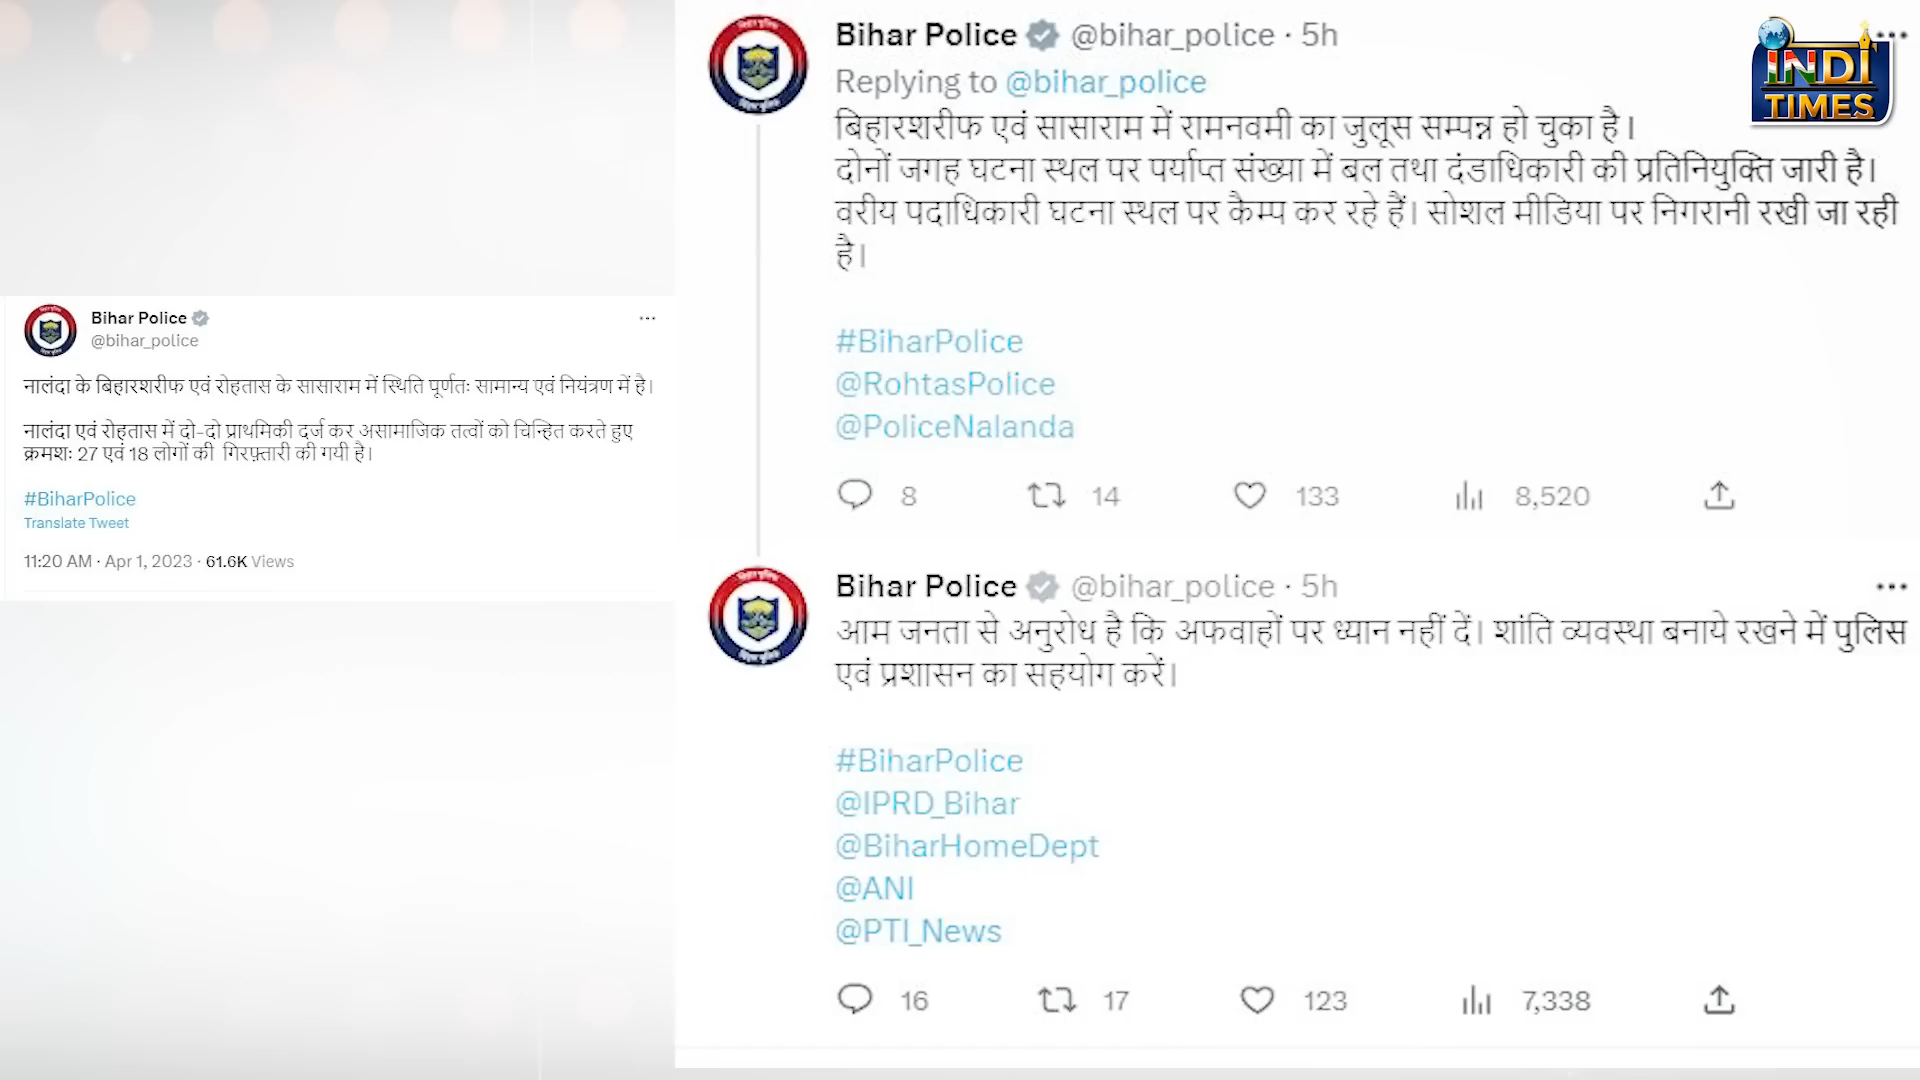 Bihar Police
@bihar_police
नालंदा के बिहारशरीफ एवं रोहतास के सासाराम में स्थिति पूर्णतः सामान्य एवं नियंत्रण में है।
नालंदा एवं रोहतास में दो-दो प्राथमिकी दर्ज कर असामाजिक तत्वों को चिन्हित करते हुए
क्रमशः 27 एवं 18 लोगों की गिरफ़्तारी की गयी है।
#BiharPolice
Translate Tweet
11:20 AM · Apr 1, 2023 · 61.6K Views
Bihar Police @bihar_police · 5h
Replying to @bihar_police
बिहारशरीफ एवं सासाराम में रामनवमी का जुलूस सम्पन्न हो चुका है।
दोनों जगह घटना स्थल पर पर्याप्त संख्या में बल तथा दंडाधिकारी की प्रतिनियुक्ति जारी है।
वरीय पदाधिकारी घटना स्थल पर कैम्प कर रहे हैं। सोशल मीडिया पर निगरानी रखी जा रही
है।
#BiharPolice
@RohtasPolice
@PoliceNalanda
8 14 133 8,520
Bihar Police @bihar_police · 5h
आम जनता से अनुरोध है कि अफवाहों पर ध्यान नहीं दें। शांति व्यवस्था बनाये रखने में पुलिस
एवं प्रशासन का सहयोग करें।
#BiharPolice
@IPRD_Bihar
@BiharHomeDept
@ANI
@PTI_News
16 17 123 7,338
INDI
TIMES